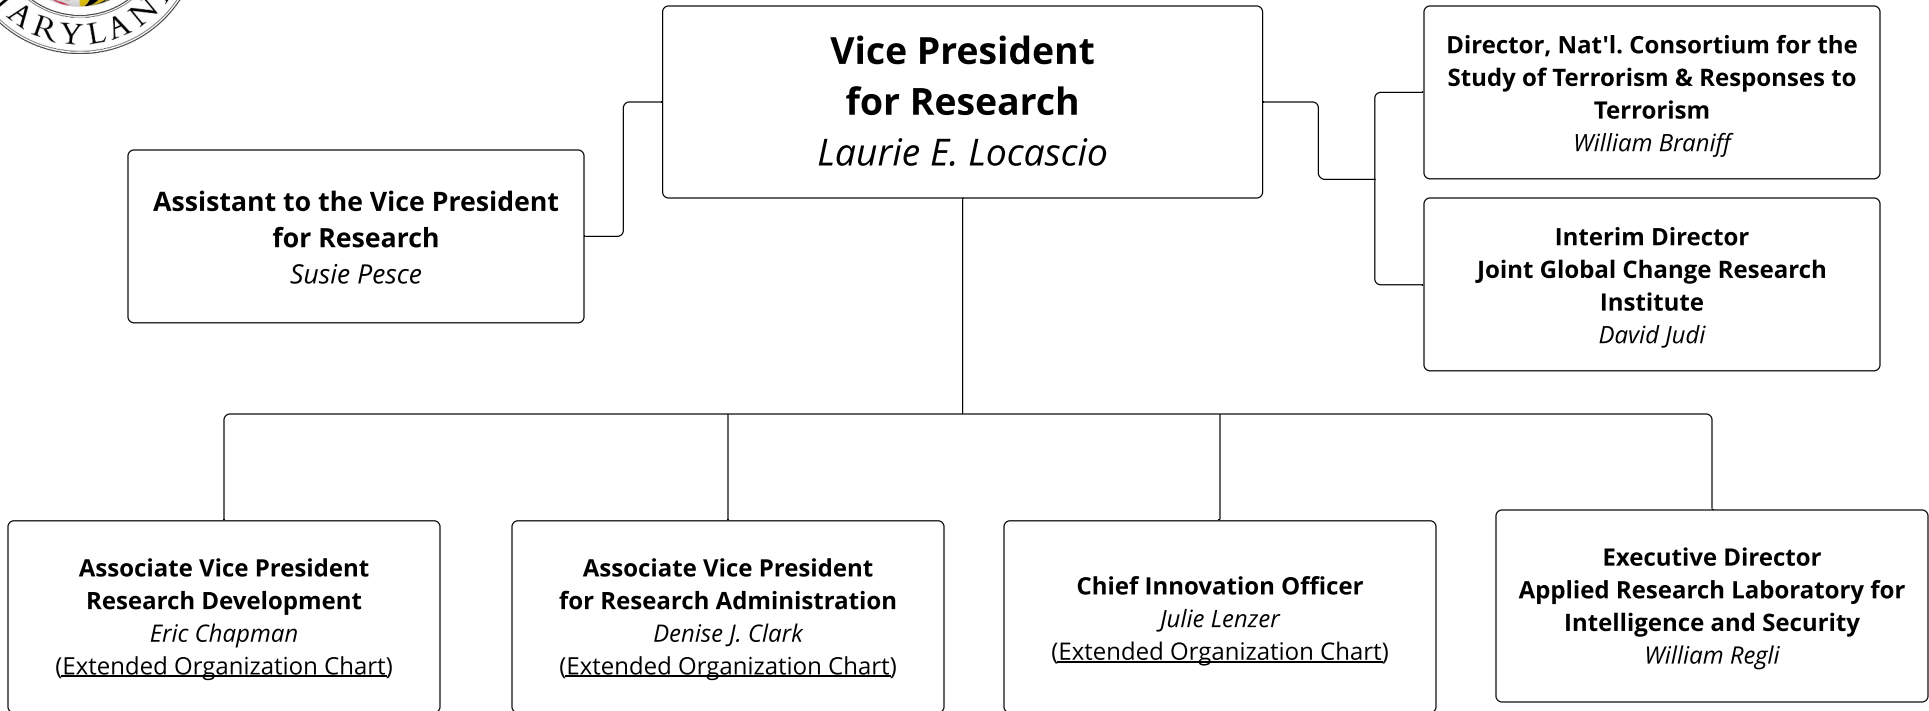 MARYLAN
Vice President
for Research
Laurie E. Locascio
Director, Nat'l. Consortium for the
Study of Terrorism & Responses to
Terrorism
William Braniff
Assistant to the Vice President
for Research
Susie Pesce
Interim Director
Joint Global Change Research
Institute
David Judi
Associate Vice President
Research Development
Eric Chapman
(Extended Organization Chart)
Associate Vice President
for Research Administration
Denise J. Clark
(Extended Organization Chart)
Chief Innovation Officer
Julie Lenzer
(Extended Organization Chart)
Executive Director
Applied Research Laboratory for
Intelligence and Security
William Regli